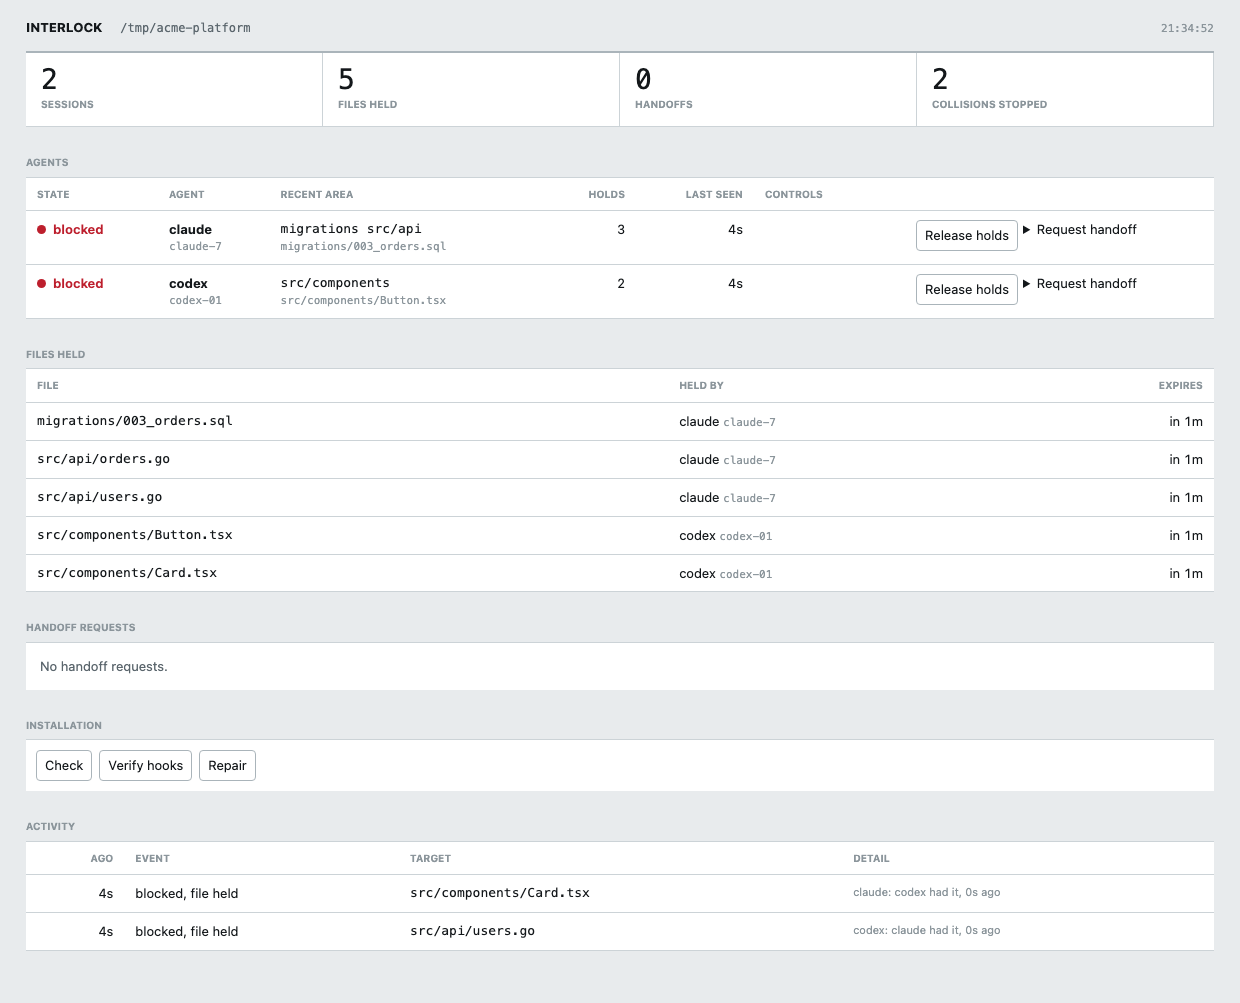 INTERLOCK /tmp/acme-platform 21:34:52
2 5 0 2
SESSIONS FILES HELD HANDOFFS COLLISIONS STOPPED
AGENTS
STATE AGENT RECENT AREA HOLDS LAST SEEN CONTROLS
blocked claude migrations src/api 3 4s Release holds Request handoff
claude-7 migrations/003_orders.sql
blocked codex src/components 2 4s Release holds Request handoff
codex-01 src/components/Button.tsx
FILES HELD
FILE HELD BY EXPIRES
migrations/003_orders.sql claude claude-7 in 1m
src/api/orders.go claude claude-7 in 1m
src/api/users.go claude claude-7 in 1m
src/components/Button.tsx codex codex-01 in 1m
src/components/Card.tsx codex codex-01 in 1m
HANDOFF REQUESTS
No handoff requests.
INSTALLATION
Check Verify hooks Repair
ACTIVITY
AGO EVENT TARGET DETAIL
4s blocked, file held src/components/Card.tsx claude: codex had it, 0s ago
4s blocked, file held src/api/users.go codex: claude had it, 0s ago